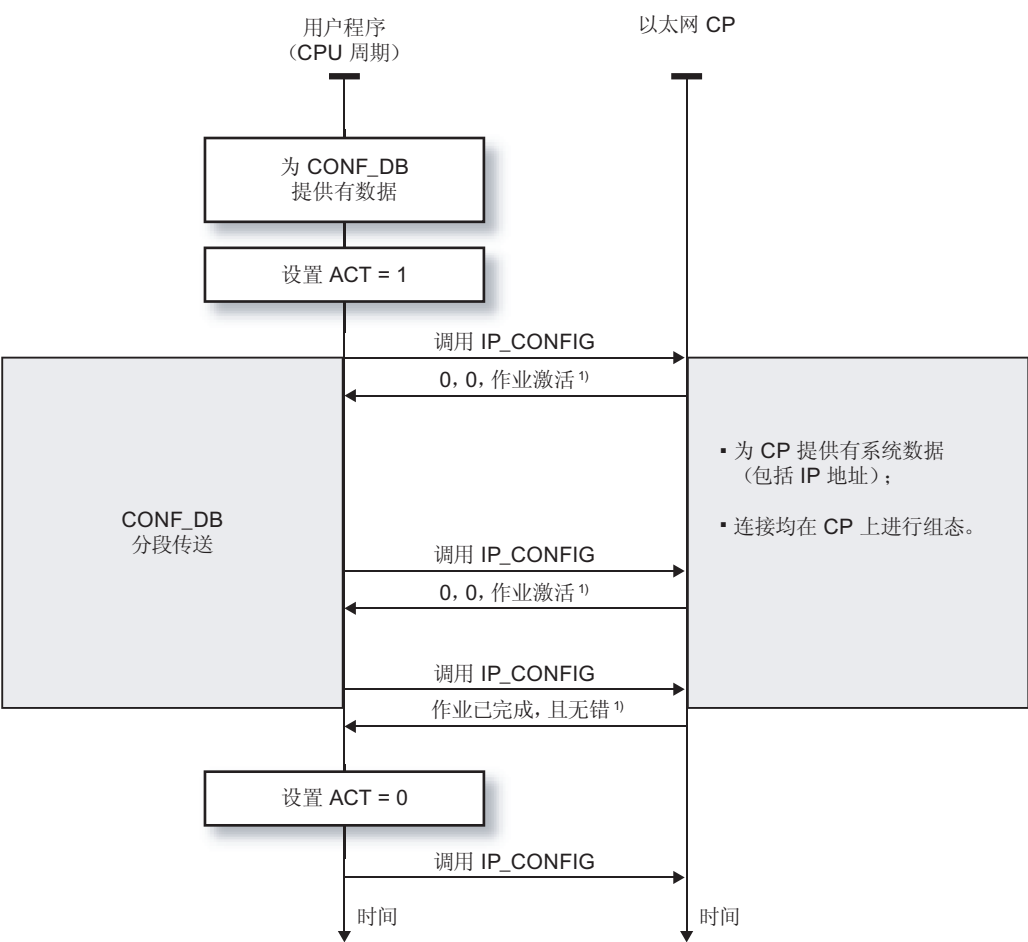 用户程序
（CPU 周期）
以太网 CP
为 CONF_DB
提供有数据
设置 ACT = 1
调用 IP_CONFIG
0，0，作业激活 1)
CONF_DB
分段传送
▪ 为 CP 提供有系统数据
（包括 IP 地址）；
▪ 连接均在 CP 上进行组态。
调用 IP_CONFIG
0，0，作业激活 1)
调用 IP_CONFIG
作业已完成，且无错 1)
设置 ACT = 0
调用 IP_CONFIG
时间
时间